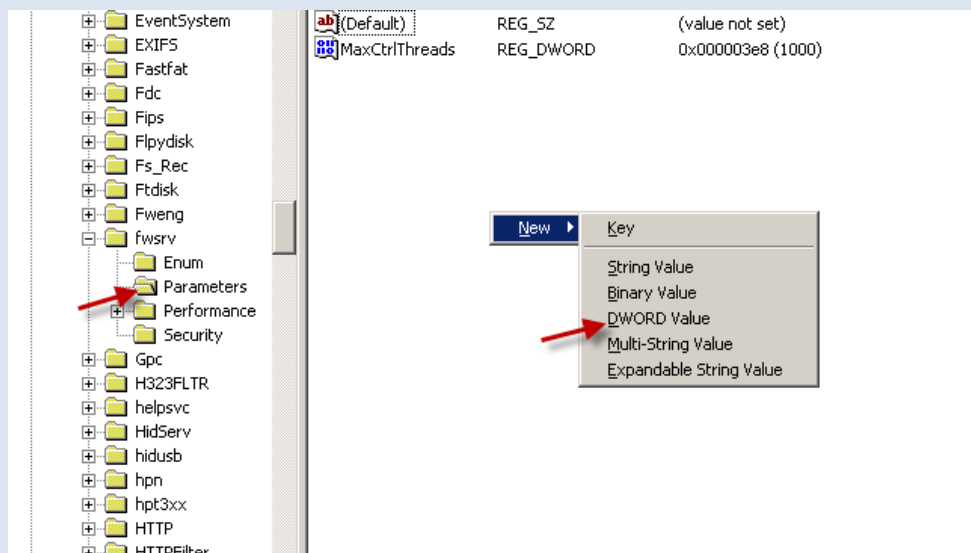 EventSystem
EXIFS
Fastfat
Fdc
Fips
Flpydisk
Fs_Rec
Ftdisk
Fweng
fwsrv
Enum
Parameters
Performance
Security
Gpc
H323FLTR
helpsvc
HidServ
hidusb
hpn
hpt3xx
HTTP
HTTPFilter
ab (Default) REG_SZ (value not set)
MaxCtrlThreads REG_DWORD 0x000003e8 (1000)
New
Key
String Value
Binary Value
DWORD Value
Multi-String Value
Expandable String Value